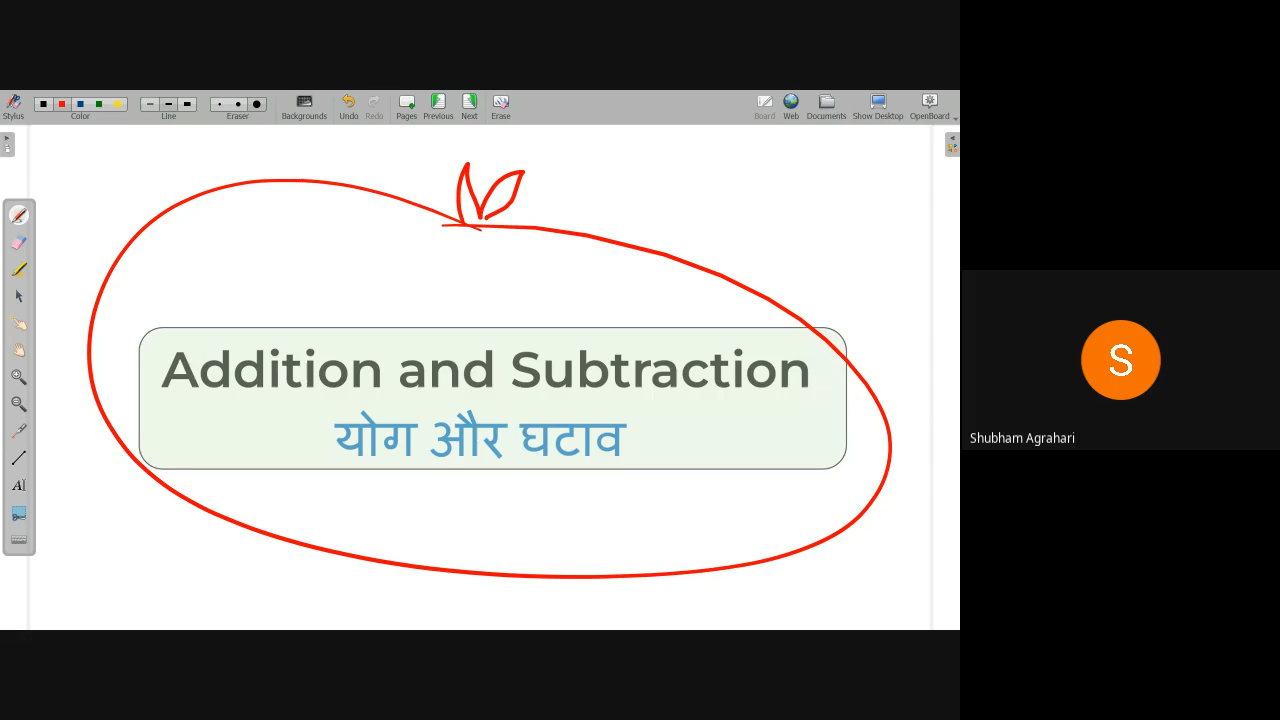 Stylus Color Line Eraser Backgrounds Undo Redo Pages Previous Next Erase Board Web Documents Show Desktop OpenBoard
Addition and Subtraction
योग और घटाव
S
Shubham Agrahari